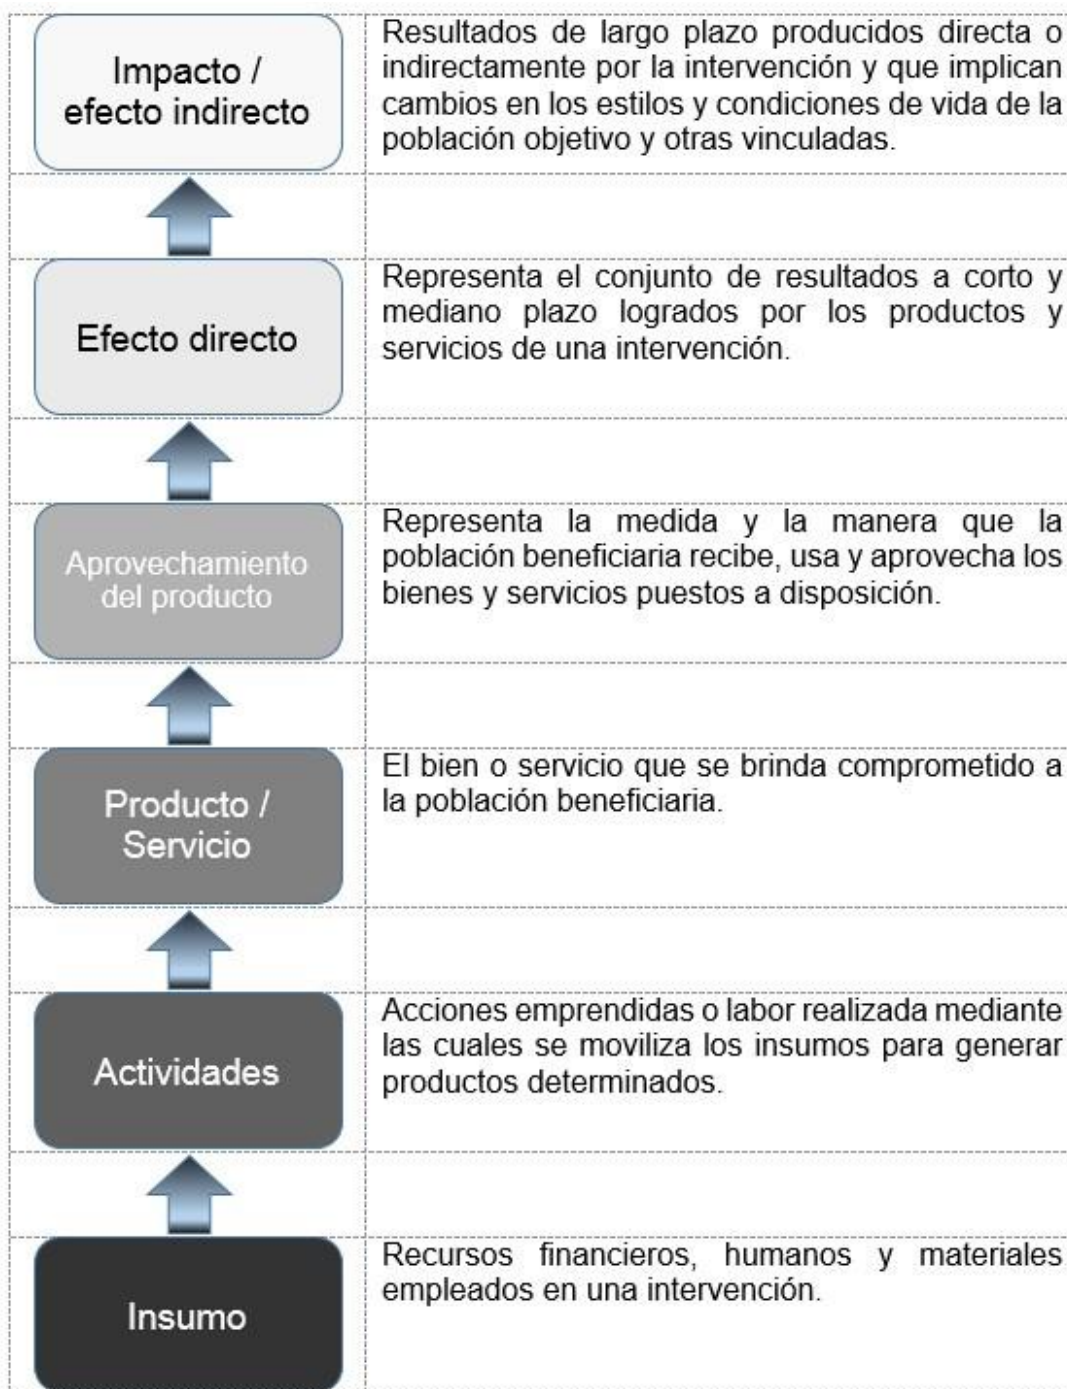 Impacto /
efecto indirecto
Resultados de largo plazo producidos directa o
indirectamente por la intervención y que implican
cambios en los estilos y condiciones de vida de la
población objetivo y otras vinculadas.
Efecto directo
Representa el conjunto de resultados a corto y
mediano plazo logrados por los productos y
servicios de una intervención.
Aprovechamiento
del producto
Representa la medida y la manera que la
población beneficiaria recibe, usa y aprovecha los
bienes y servicios puestos a disposición.
Producto /
Servicio
El bien o servicio que se brinda comprometido a
la población beneficiaria.
Actividades
Acciones emprendidas o labor realizada mediante
las cuales se moviliza los insumos para generar
productos determinados.
Insumo
Recursos financieros, humanos y materiales
empleados en una intervención.